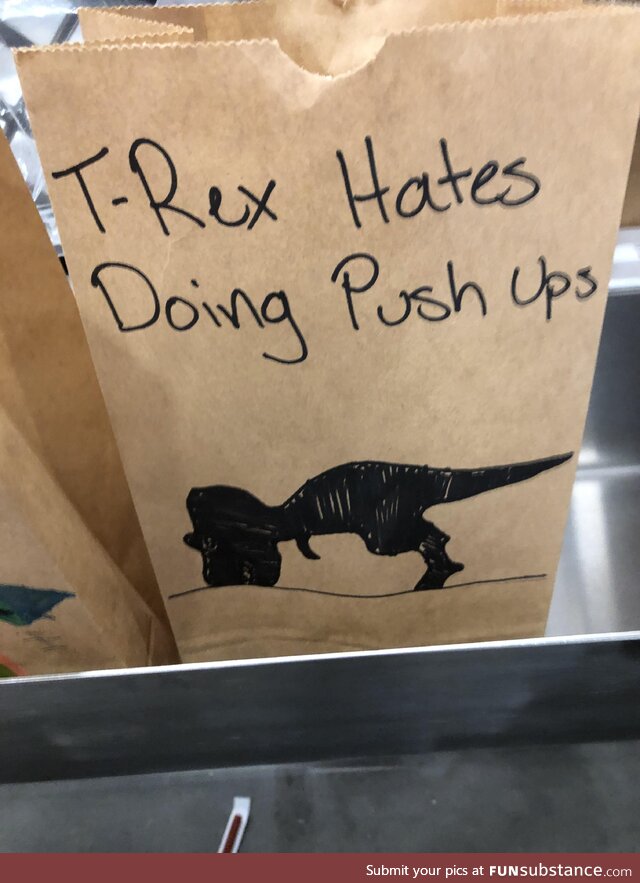 T-Rex Hates
Doing Push Ups
Submit your pics at FUNsubstance.com